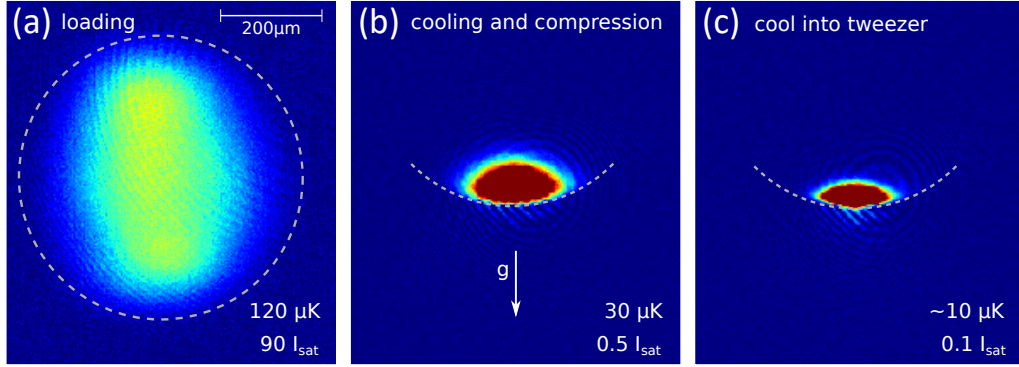 (a) loading
200µm
120 µK
90 I_sat
(b) cooling and compression
g
30 µK
0.5 I_sat
(c) cool into tweezer
~10 µK
0.1 I_sat